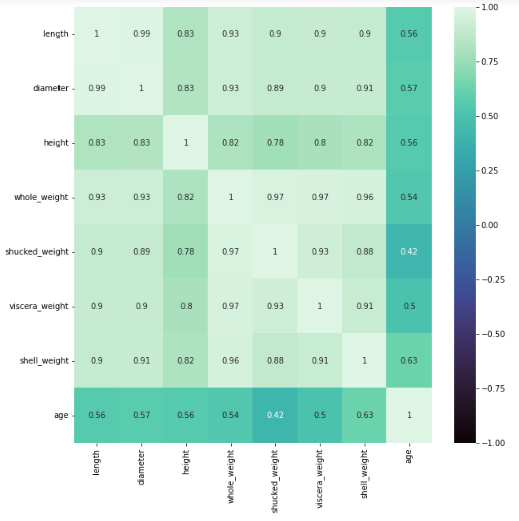 length 1 0.99 0.83 0.93 0.9 0.9 0.9 0.56
diameter 0.99 1 0.83 0.93 0.89 0.9 0.91 0.57
height 0.83 0.83 1 0.82 0.78 0.8 0.82 0.56
whole_weight 0.93 0.93 0.82 1 0.97 0.97 0.96 0.54
shucked_weight 0.9 0.89 0.78 0.97 1 0.93 0.88 0.42
viscera_weight 0.9 0.9 0.8 0.97 0.93 1 0.91 0.5
shell_weight 0.9 0.91 0.82 0.96 0.88 0.91 1 0.63
age 0.56 0.57 0.56 0.54 0.42 0.5 0.63 1
length
diameter
height
whole_weight
shucked_weight
viscera_weight
shell_weight
age
1.00
0.75
0.50
0.25
0.00
−0.25
−0.50
−0.75
−1.00